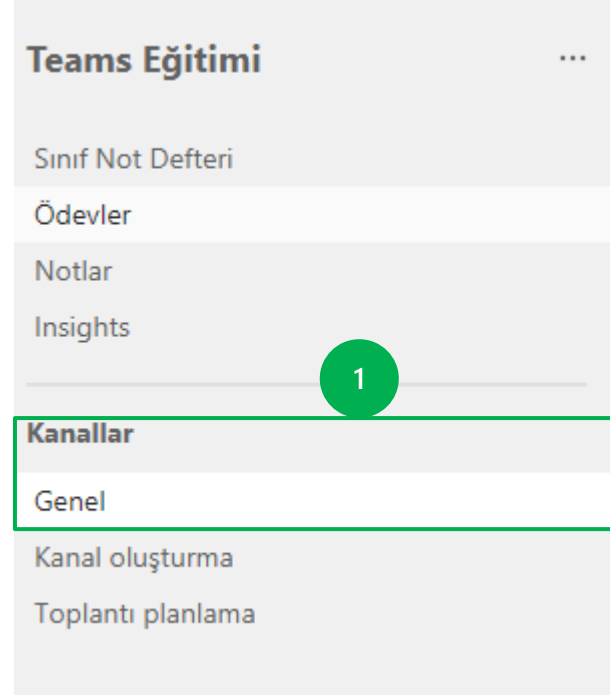 Teams Eğitimi ...
Sınıf Not Defteri
Ödevler
Notlar
Insights
1
Kanallar
Genel
Kanal oluşturma
Toplantı planlama